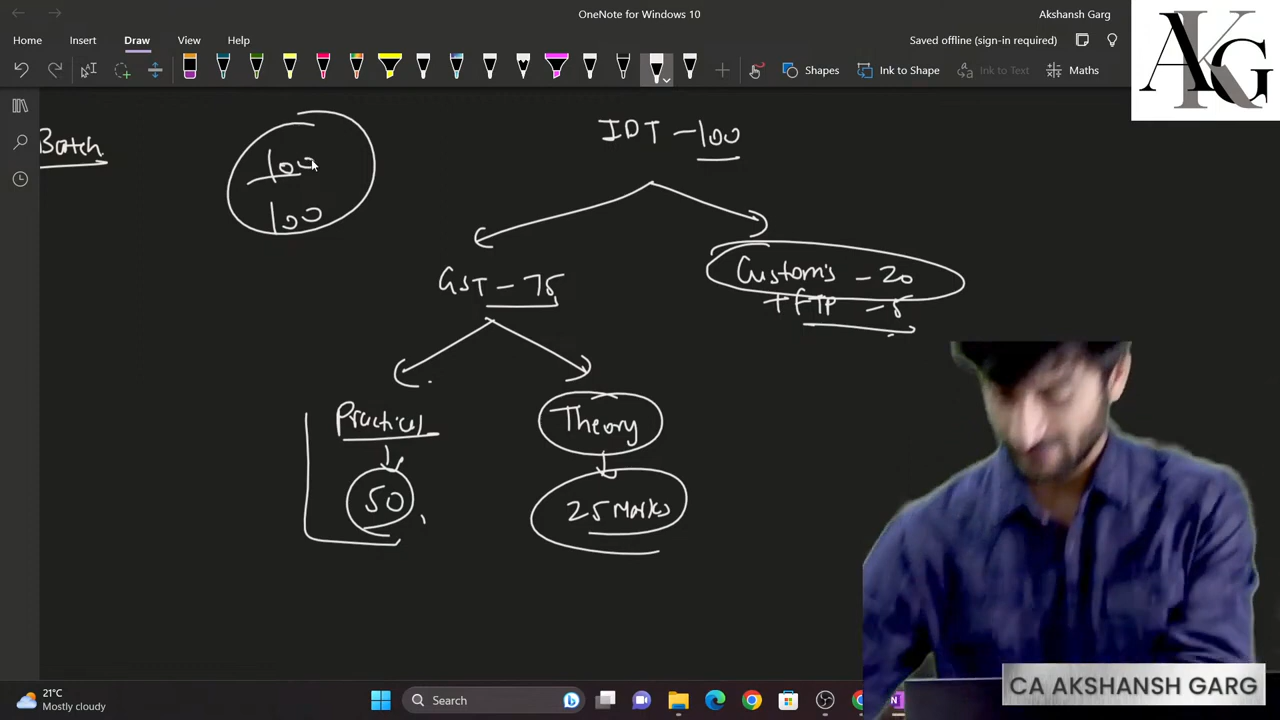 OneNote for Windows 10
Akshansh Garg
Home Insert Draw View Help
Saved offline (sign-in required)
Shapes Ink to Shape Ink to Text Maths
AKG
Batch
100
100
IDT - 100
GST - 75
Customs - 20
+ FTP - 5
Practical
Theory
50
25 Marks
CA AKSHANSH GARG
21°C
Mostly cloudy
Search